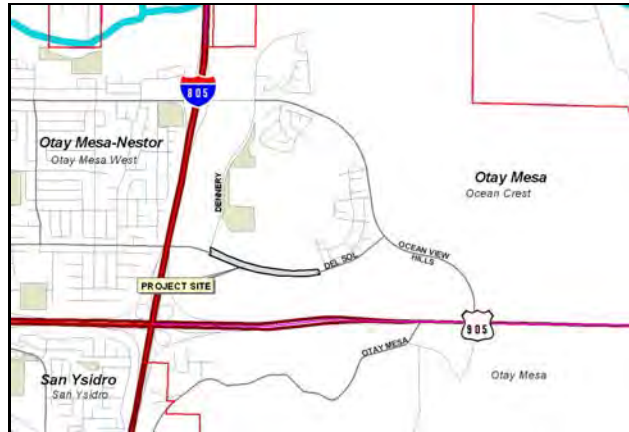 805
Otay Mesa-Nestor
Otay Mesa West
DENNERY
Otay Mesa
Ocean Crest
OCEAN VIEW
HILLS
DEL SOL
PROJECT SITE
905
OTAY MESA
San Ysidro
San Ysidro
Otay Mesa